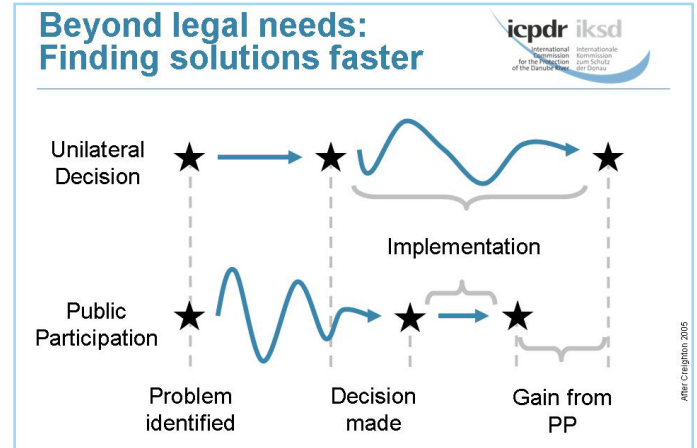 Beyond legal needs:
Finding solutions faster
icpdr iksd
International Internationale
Commission Kommission
for the Protection zum Schutz
of the Danube River der Donau
Unilateral
Decision
Implementation
Public
Participation
Problem
identified
Decision
made
Gain from
PP
After Creighton 2005